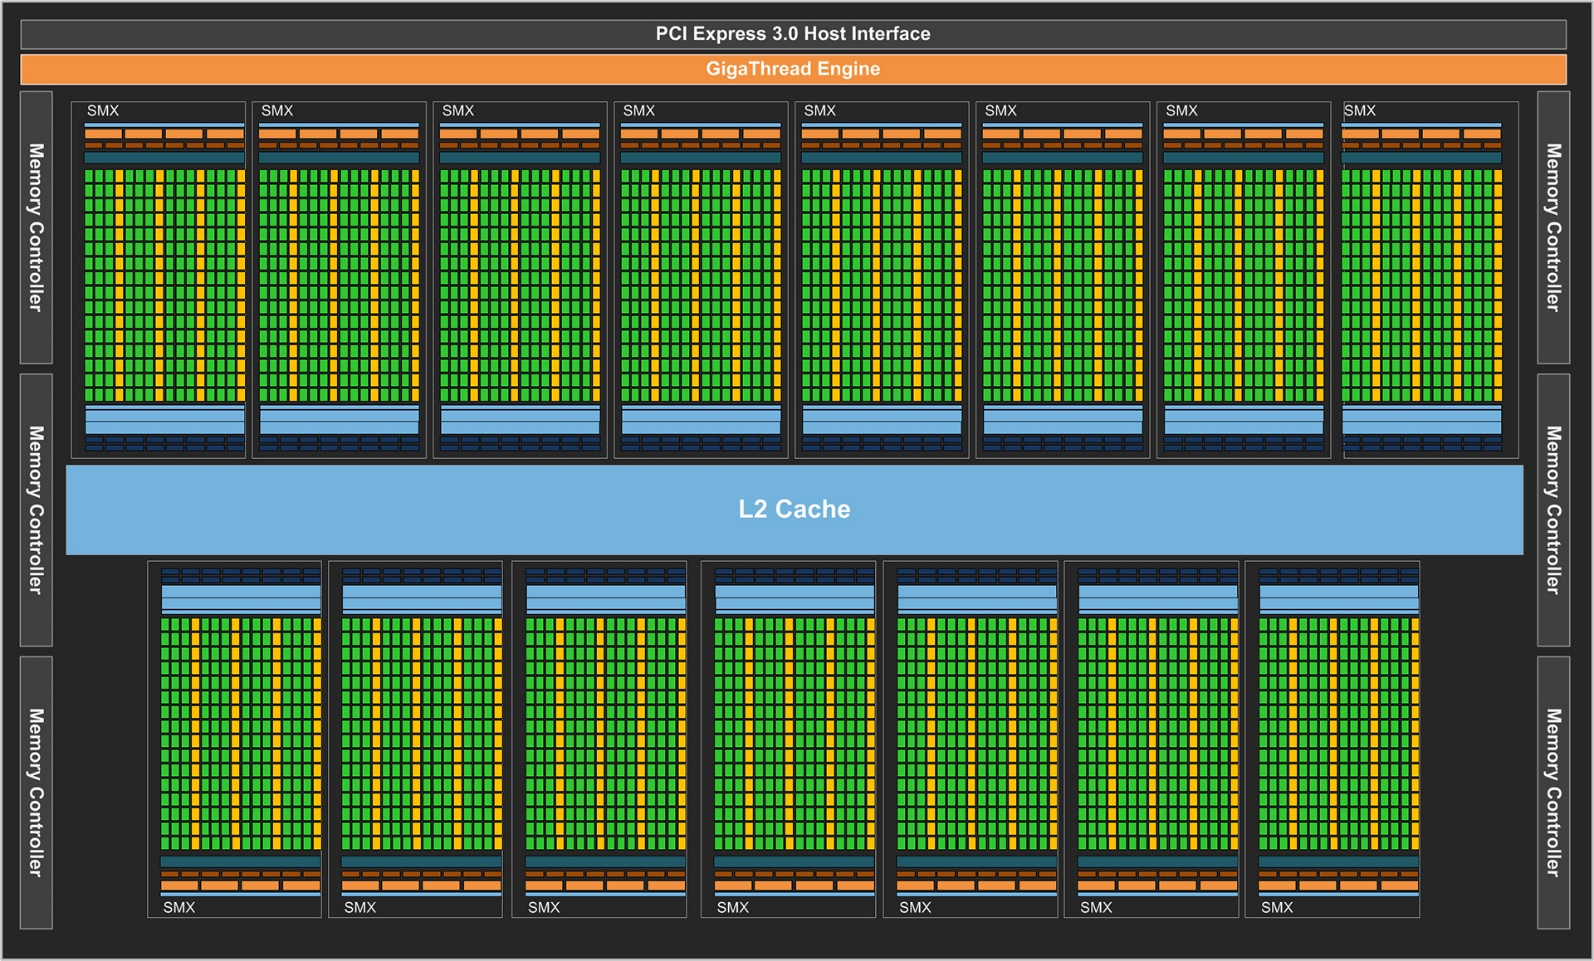 PCI Express 3.0 Host Interface
GigaThread Engine
SMX
SMX
SMX
SMX
SMX
SMX
SMX
SMX
Memory Controller
Memory Controller
Memory Controller
Memory Controller
L2 Cache
Memory Controller
Memory Controller
SMX
SMX
SMX
SMX
SMX
SMX
SMX